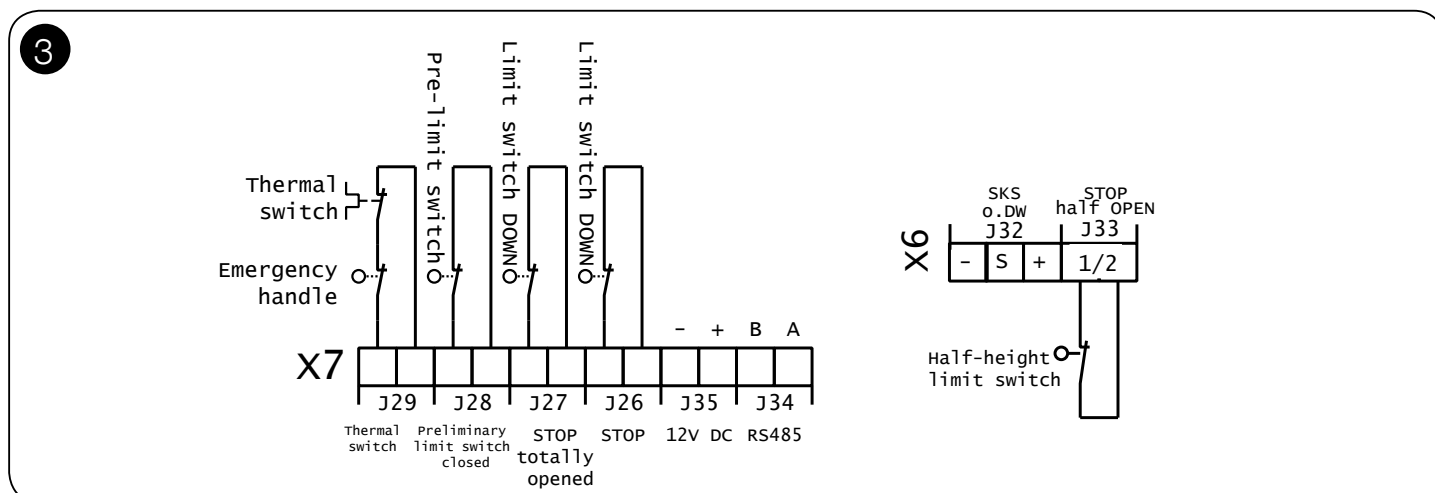 3
Pre-limit switch
Limit switch DOWN
Limit switch DOWN
Thermal
switch
Emergency
handle
X7
- + B A
J29 J28 J27 J26 J35 J34
Thermal
switch
Preliminary
limit switch
closed
STOP
totally
opened
STOP
12V DC
RS485
X6
SKS
o.DW
J32
STOP
half OPEN
J33
- S + 1/2
Half-height
limit switch